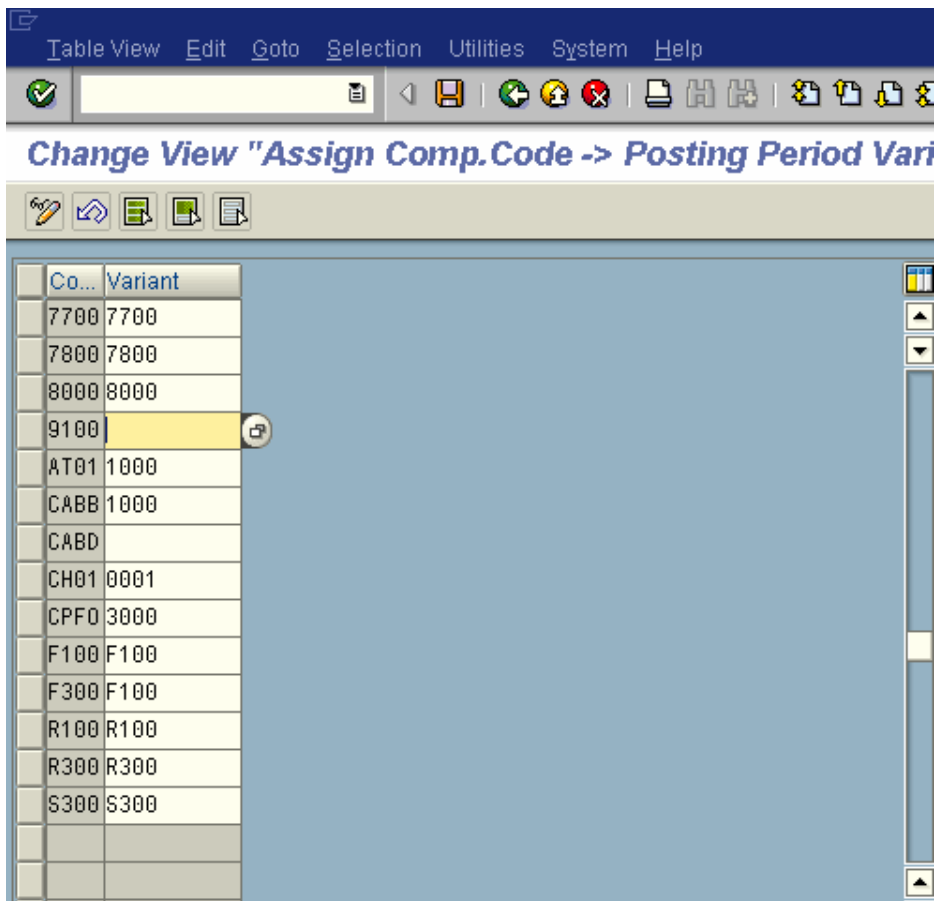 Table View Edit Goto Selection Utilities System Help
Change View "Assign Comp.Code -> Posting Period Vari
Co... Variant
7700 7700
7800 7800
8000 8000
9100
AT01 1000
CABB 1000
CABD
CH01 0001
CPF0 3000
F100 F100
F300 F100
R100 R100
R300 R300
S300 S300